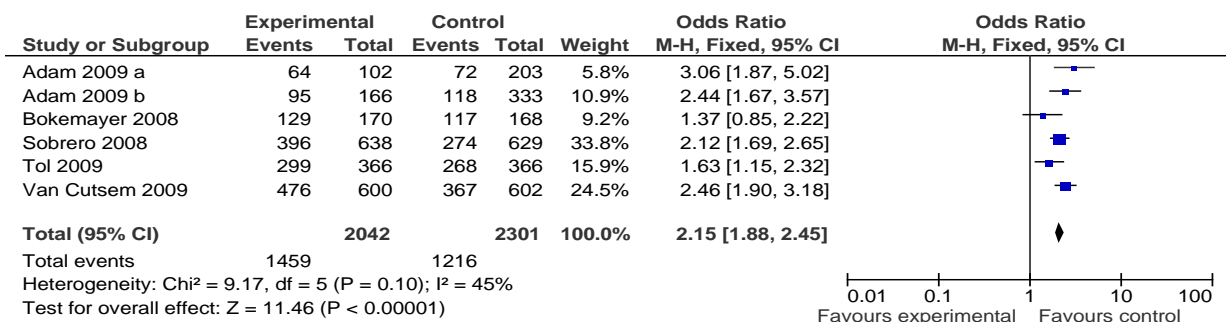 Experimental Control Odds Ratio Odds Ratio
Study or Subgroup Events Total Events Total Weight M-H, Fixed, 95% CI M-H, Fixed, 95% CI
Adam 2009 a 64 102 72 203 5.8% 3.06 [1.87, 5.02]
Adam 2009 b 95 166 118 333 10.9% 2.44 [1.67, 3.57]
Bokemayer 2008 129 170 117 168 9.2% 1.37 [0.85, 2.22]
Sobrero 2008 396 638 274 629 33.8% 2.12 [1.69, 2.65]
Tol 2009 299 366 268 366 15.9% 1.63 [1.15, 2.32]
Van Cutsem 2009 476 600 367 602 24.5% 2.46 [1.90, 3.18]
Total (95% CI) 2042 2301 100.0% 2.15 [1.88, 2.45]
Total events 1459 1216
Heterogeneity: Chi² = 9.17, df = 5 (P = 0.10); I² = 45%
Test for overall effect: Z = 11.46 (P < 0.00001)
0.01 0.1 1 10 100
Favours experimental Favours control